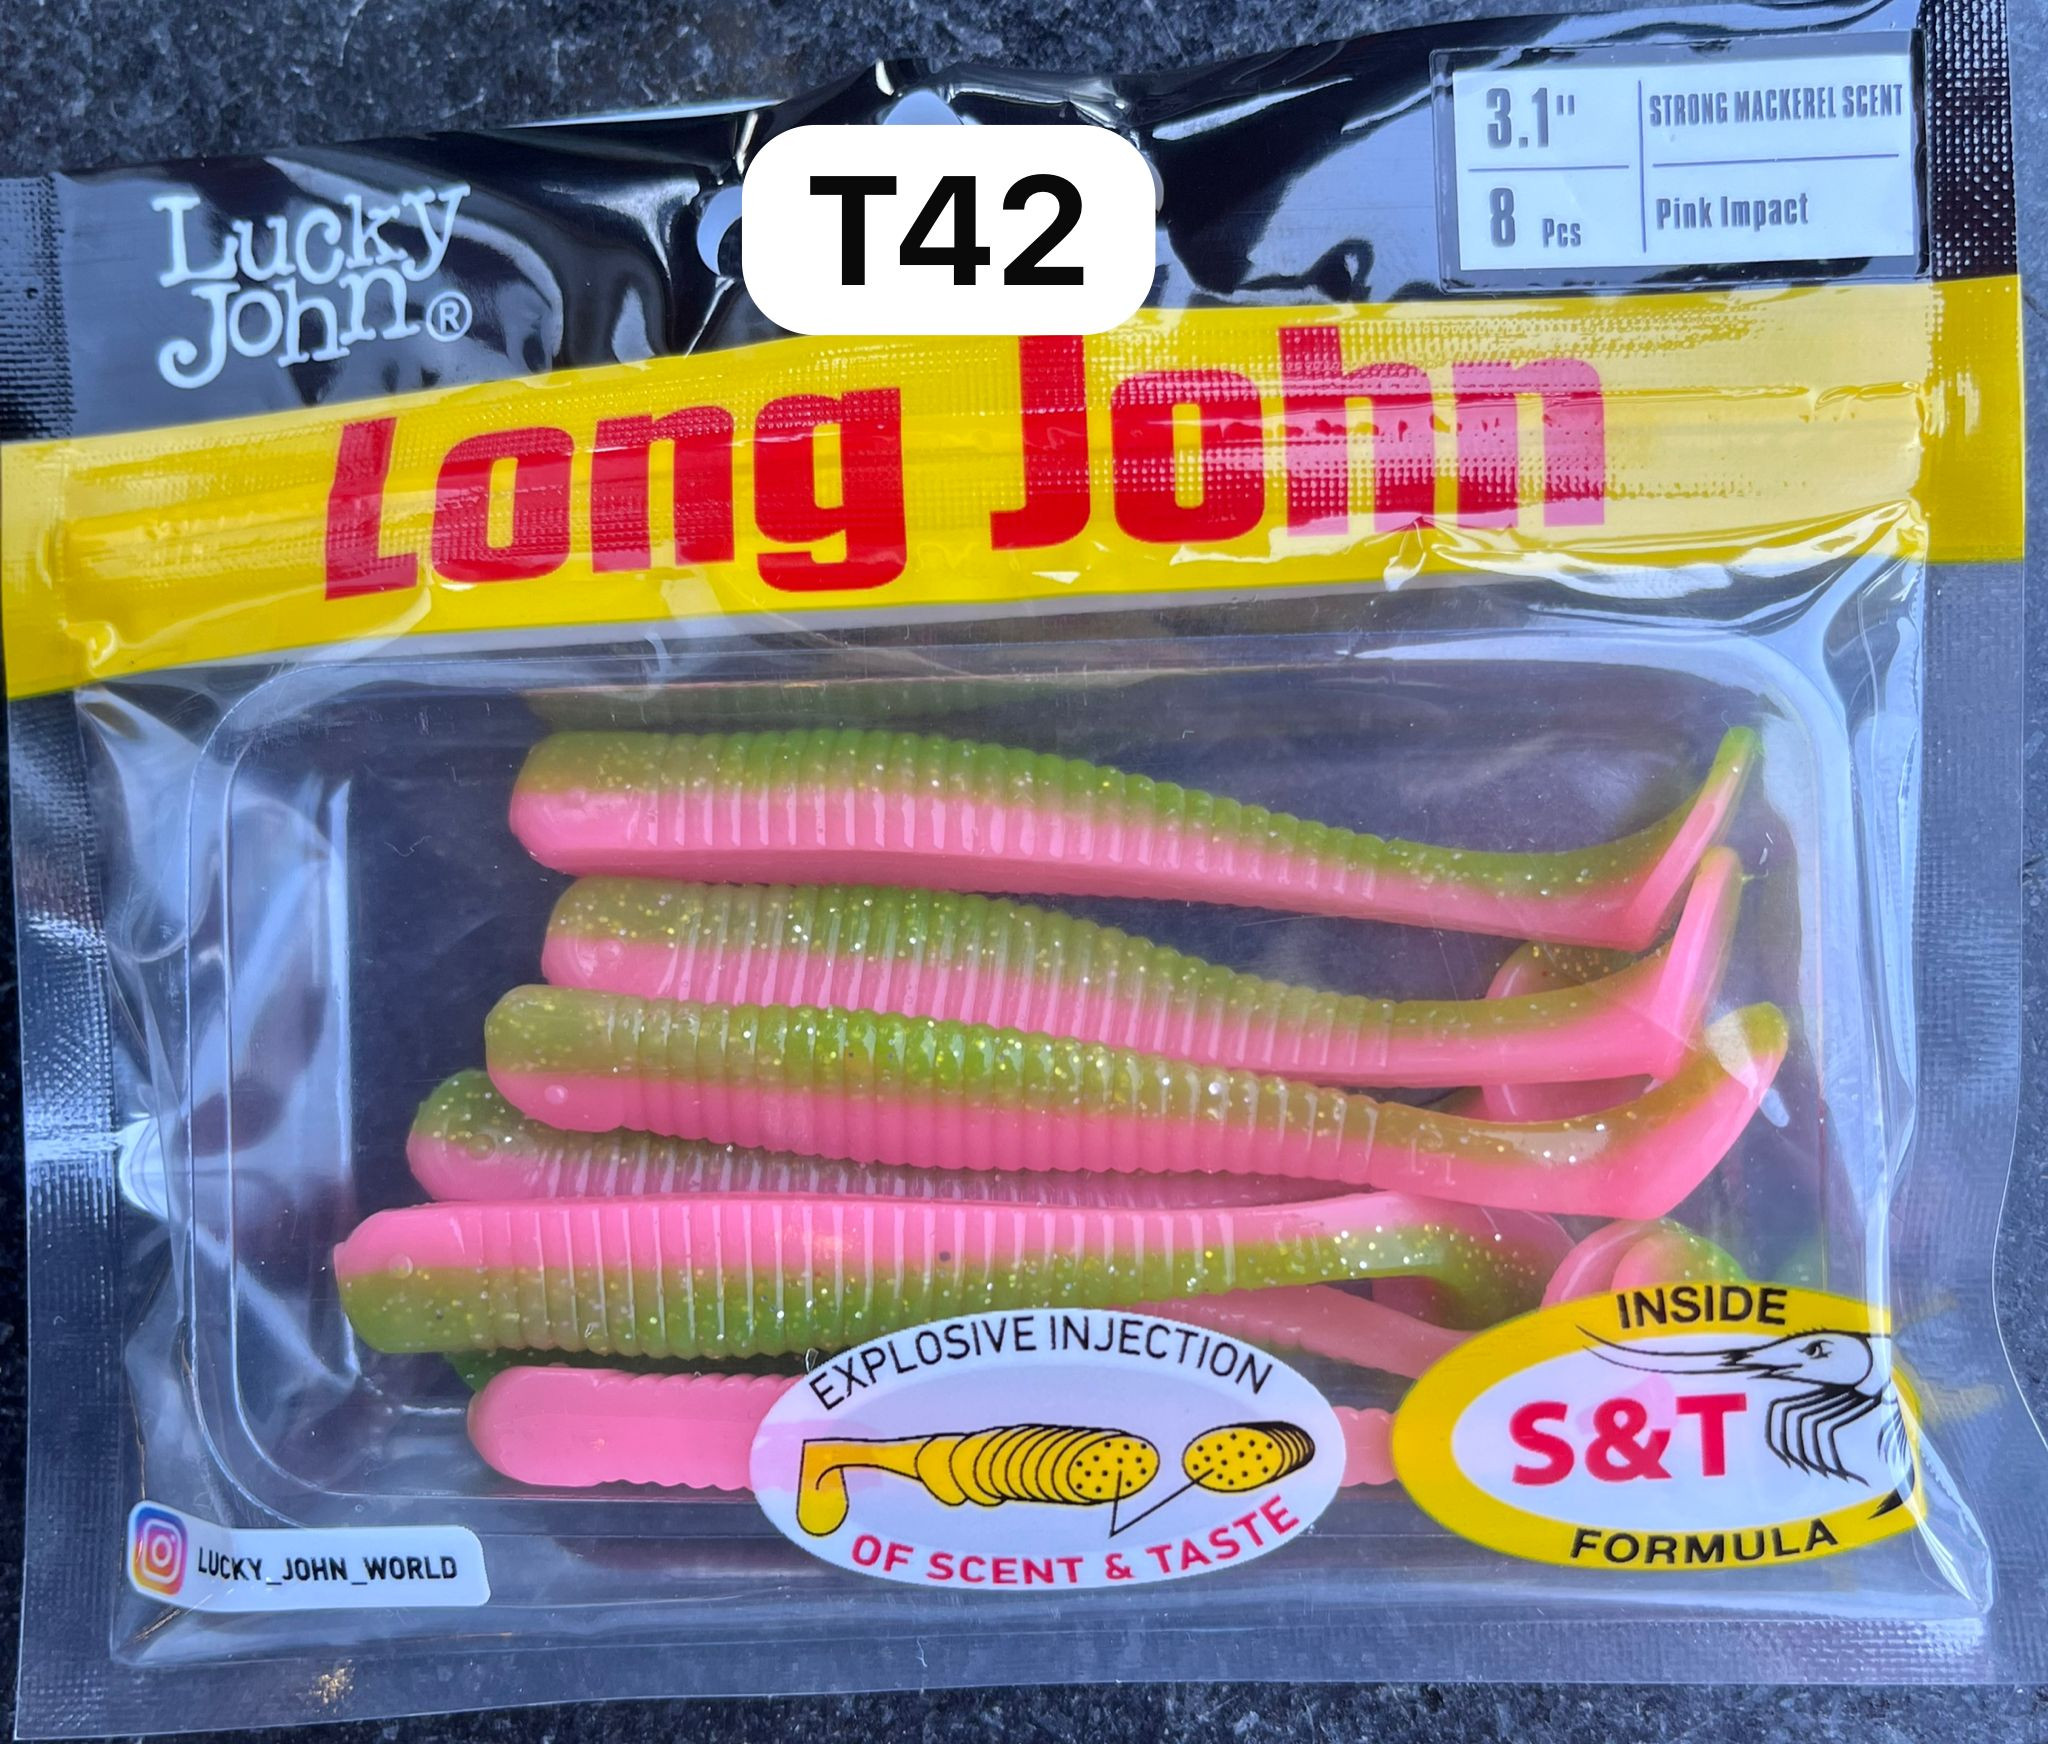 T42
3.1"
STRONG MACKEREL SCENT
8 Pcs
Pink Impact
Lucky
John®
Long John
EXPLOSIVE INJECTION
OF SCENT & TASTE
INSIDE
S&T
FORMULA
LUCKY_JOHN_WORLD